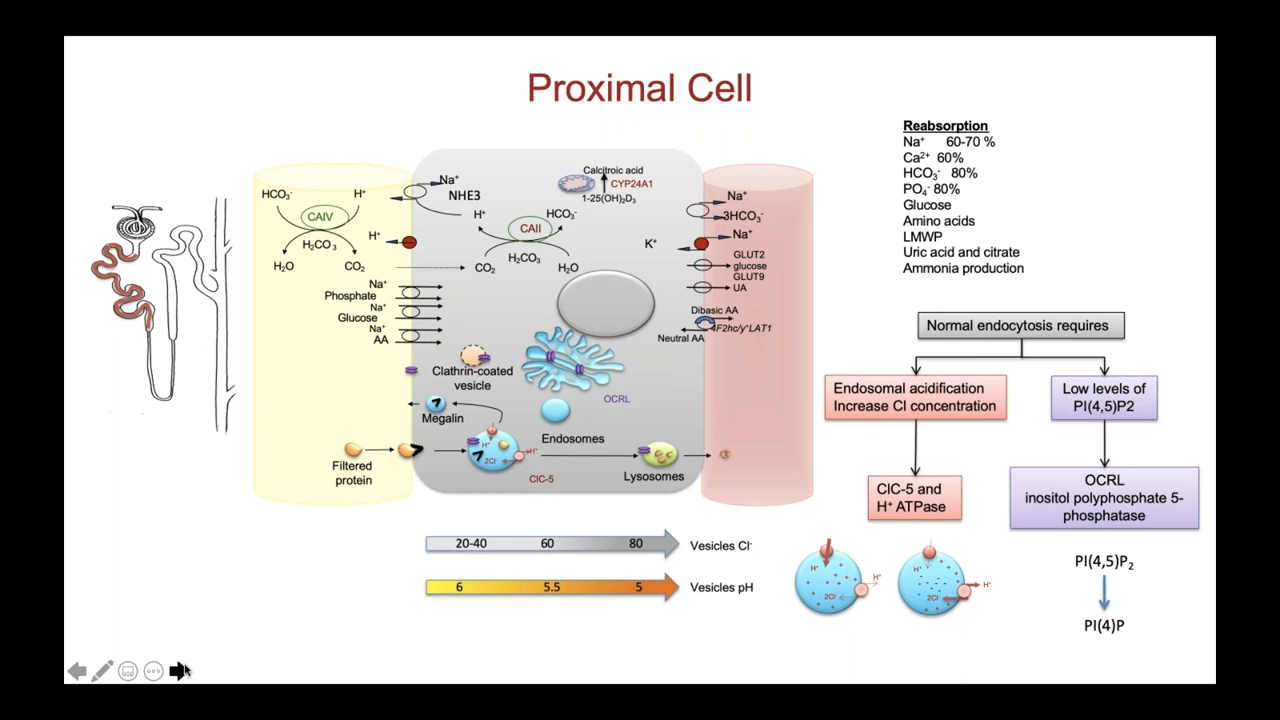 Proximal Cell
Reabsorption
Na⁺ 60-70 %
Ca²⁺ 60%
HCO₃⁻ 80%
PO₄⁻ 80%
Glucose
Amino acids
LMWP
Uric acid and citrate
Ammonia production
HCO₃⁻
H⁺
CAIV
H₂CO₃
H₂O
CO₂
H⁺
Na⁺
Phosphate
Na⁺
Glucose
Na⁺
AA
Na⁺
NHE3
H⁺
HCO₃⁻
CAII
H₂CO₃
CO₂
H₂O
Calcitroic acid
CYP24A1
1-25(OH)₂D₃
K⁺
Na⁺
3HCO₃⁻
Na⁺
GLUT2
glucose
GLUT9
UA
Dibasic AA
4F2hc/y⁺LAT1
Neutral AA
Clathrin-coated
vesicle
OCRL
Megalin
Endosomes
H⁺
H⁺
2Cl⁻
ClC-5
Lysosomes
Filtered
protein
20-40 60 80
Vesicles Cl⁻
6 5.5 5
Vesicles pH
Normal endocytosis requires
Endosomal acidification
Increase Cl concentration
Low levels of
PI(4,5)P2
ClC-5 and
H⁺ ATPase
OCRL
inositol polyphosphate 5-
phosphatase
H⁺
H⁺
2Cl⁻
H⁺
H⁺
2Cl⁻
PI(4,5)P₂
PI(4)P